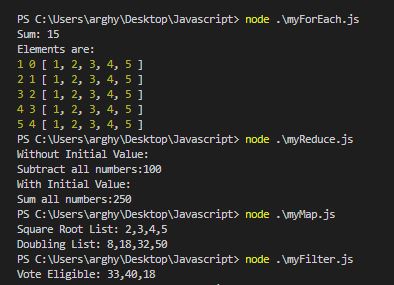 PS C:\Users\arghy\Desktop\Javascript> node .\myForEach.js
Sum: 15
Elements are:
1 0 [ 1, 2, 3, 4, 5 ]
2 1 [ 1, 2, 3, 4, 5 ]
3 2 [ 1, 2, 3, 4, 5 ]
4 3 [ 1, 2, 3, 4, 5 ]
5 4 [ 1, 2, 3, 4, 5 ]
PS C:\Users\arghy\Desktop\Javascript> node .\myReduce.js
Without Initial Value:
Subtract all numbers:100
With Initial Value:
Sum all numbers:250
PS C:\Users\arghy\Desktop\Javascript> node .\myMap.js
Square Root List: 2,3,4,5
Doubling List: 8,18,32,50
PS C:\Users\arghy\Desktop\Javascript> node .\myFilter.js
Vote Eligible: 33,40,18